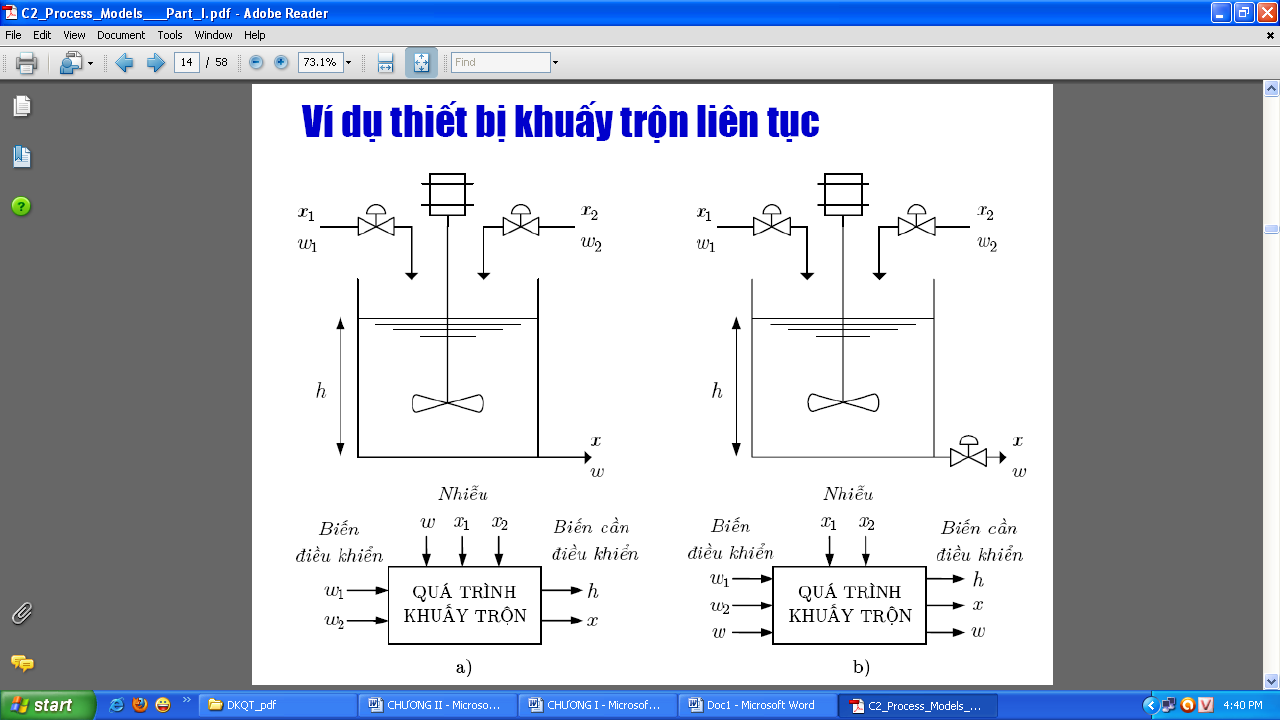 C2_Process_Models___Part_I.pdf - Adobe Reader
File Edit View Document Tools Window Help
14 / 58 73.1% Find
Ví dụ thiết bị khuấy trộn liên tục
x1 x2 x1 x2
w1 w2 w1 w2
h h
x x
w w
Nhiễu Nhiễu
Biến w x1 x2 Biến cần Biến x1 x2 Biến cần
điều khiển điều khiển điều khiển điều khiển
w1 QUÁ TRÌNH h w1 QUÁ TRÌNH h
w2 KHUẤY TRỘN x w2 KHUẤY TRỘN x
w w
a) b)
start DKQT_pdf CHƯƠNG II - Microso... CHƯƠNG I - Microsof... Doc1 - Microsoft Word C2_Process_Models_... 4:40 PM